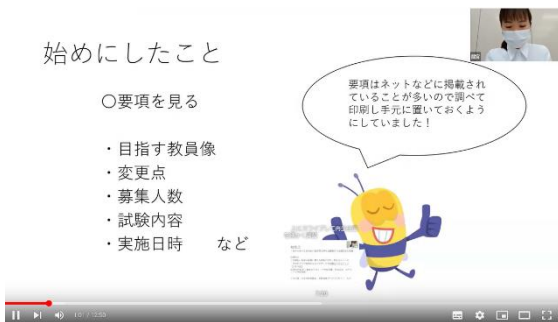 始めにしたこと
〇要項を見る
・目指す教員像
・変更点
・募集人数
・試験内容
・実施日時　など
要項はネットなどに掲載され
ていることが多いので調べて
印刷し手元に置いておくよう
にしていました！